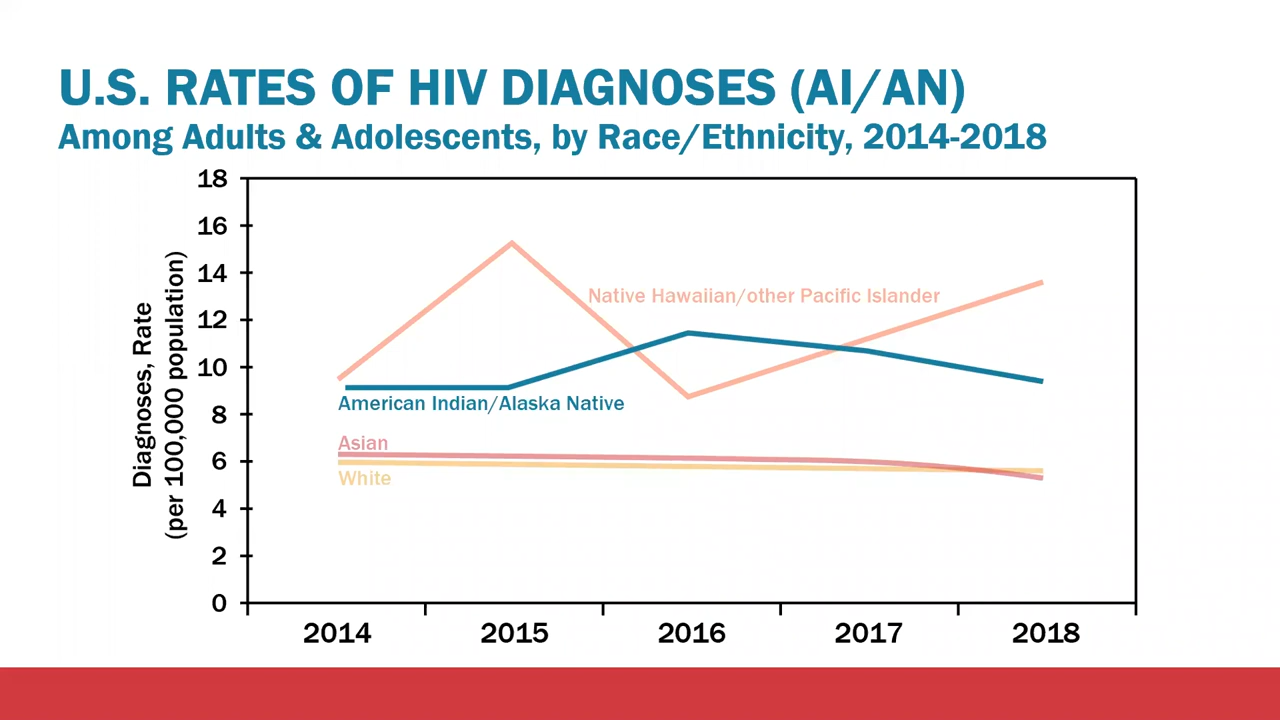 U.S. RATES OF HIV DIAGNOSES (AI/AN)
Among Adults & Adolescents, by Race/Ethnicity, 2014-2018
Diagnoses, Rate
(per 100,000 population)
18
16
14
12
10
8
6
4
2
0
Native Hawaiian/other Pacific Islander
American Indian/Alaska Native
Asian
White
2014
2015
2016
2017
2018